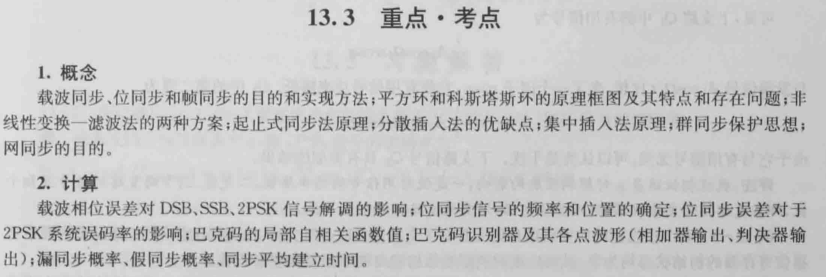 13.3 重点·考点
1. 概念
载波同步、位同步和帧同步的目的和实现方法;平方环和科斯塔斯环的原理框图及其特点和存在问题;非
线性变换—滤波法的两种方案;起止式同步法原理;分散插入法的优缺点;集中插入法原理;群同步保护思想;
网同步的目的。
2. 计算
载波相位误差对 DSB、SSB、2PSK 信号解调的影响;位同步信号的频率和位置的确定;位同步误差对于
2PSK 系统误码率的影响;巴克码的局部自相关函数值;巴克码识别器及其各点波形(相加器输出、判决器输
出);漏同步概率、假同步概率、同步平均建立时间。